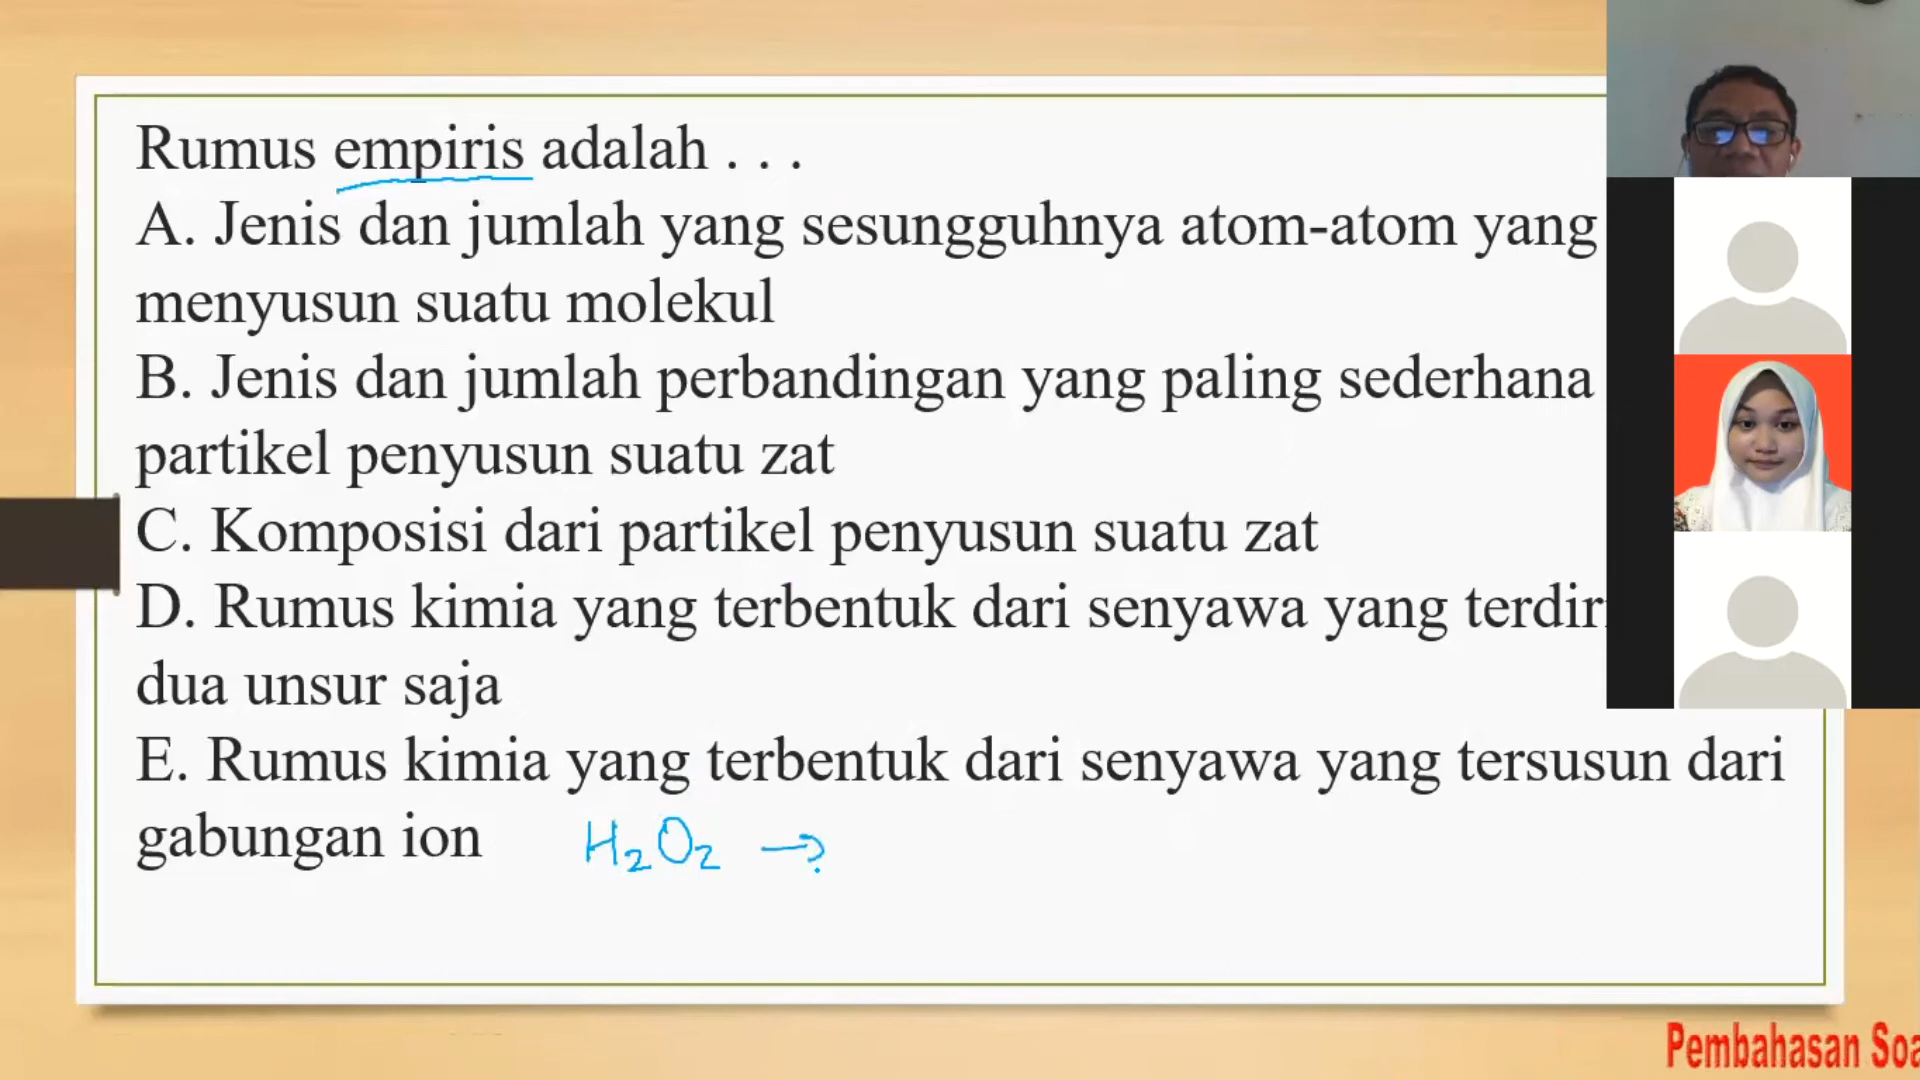 Rumus empiris adalah . . .
A. Jenis dan jumlah yang sesungguhnya atom-atom yang
menyusun suatu molekul
B. Jenis dan jumlah perbandingan yang paling sederhana
partikel penyusun suatu zat
C. Komposisi dari partikel penyusun suatu zat
D. Rumus kimia yang terbentuk dari senyawa yang
dua unsur saja
E. Rumus kimia yang terbentuk dari senyawa yang tersusun dari
gabungan ion H₂O₂ →?
Pembahasan